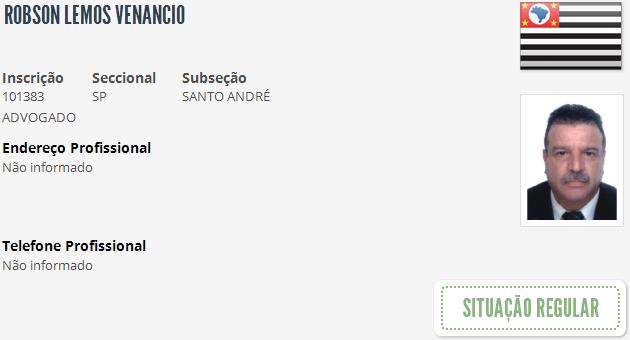 ROBSON LEMOS VENANCIO
Inscrição Seccional Subseção
101383 SP SANTO ANDRÉ
ADVOGADO
Endereço Profissional
Não informado
Telefone Profissional
Não informado
SITUAÇÃO REGULAR